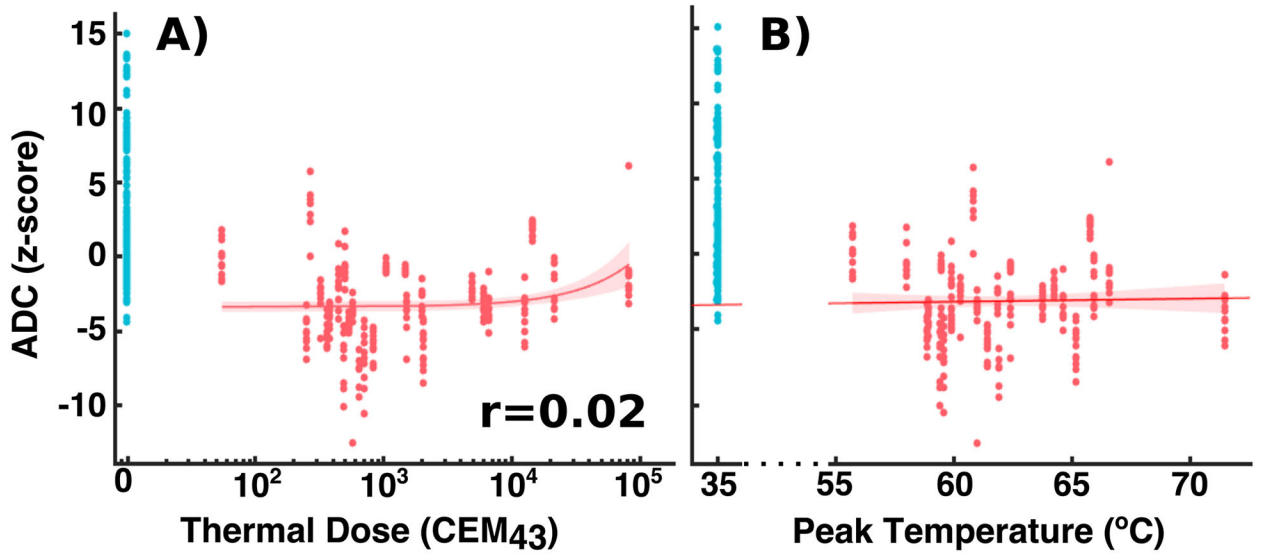 A)
B)
15
10
5
0
-5
-10
ADC (z-score)
r=0.02
0 10² 10³ 10⁴ 10⁵
35 55 60 65 70
Thermal Dose (CEM₄₃)
Peak Temperature (ºC)